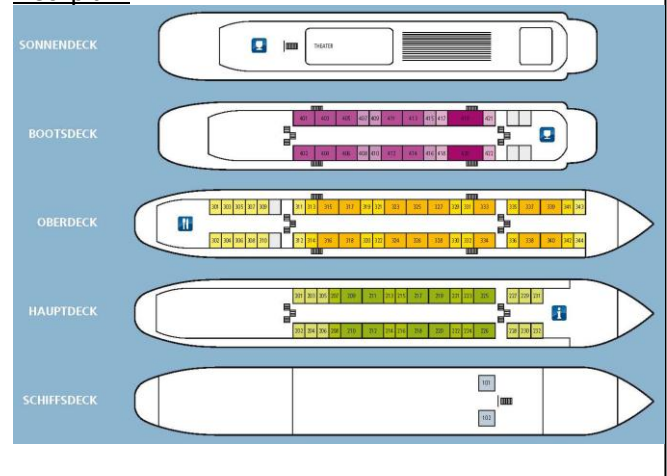 SONNENDECK
THEATER
BOOTSDECK
401 403 405 407 409 411 413 415 417 421
402 404 406 408 410 412 414 416 418 422
OBERDECK
301 303 305 307 309 311 313 315 317 319 321 323 325 327 329 331 333 335 337 339 341 343
302 304 306 308 310 312 314 316 318 320 322 324 326 328 330 332 334 336 338 340 342 344
HAUPTDECK
201 203 205 207 209 211 213 215 217 219 221 223 225 227 229 231
202 204 206 208 210 212 214 216 218 220 222 224 226 228 230 232
SCHIFFSDECK
101
102